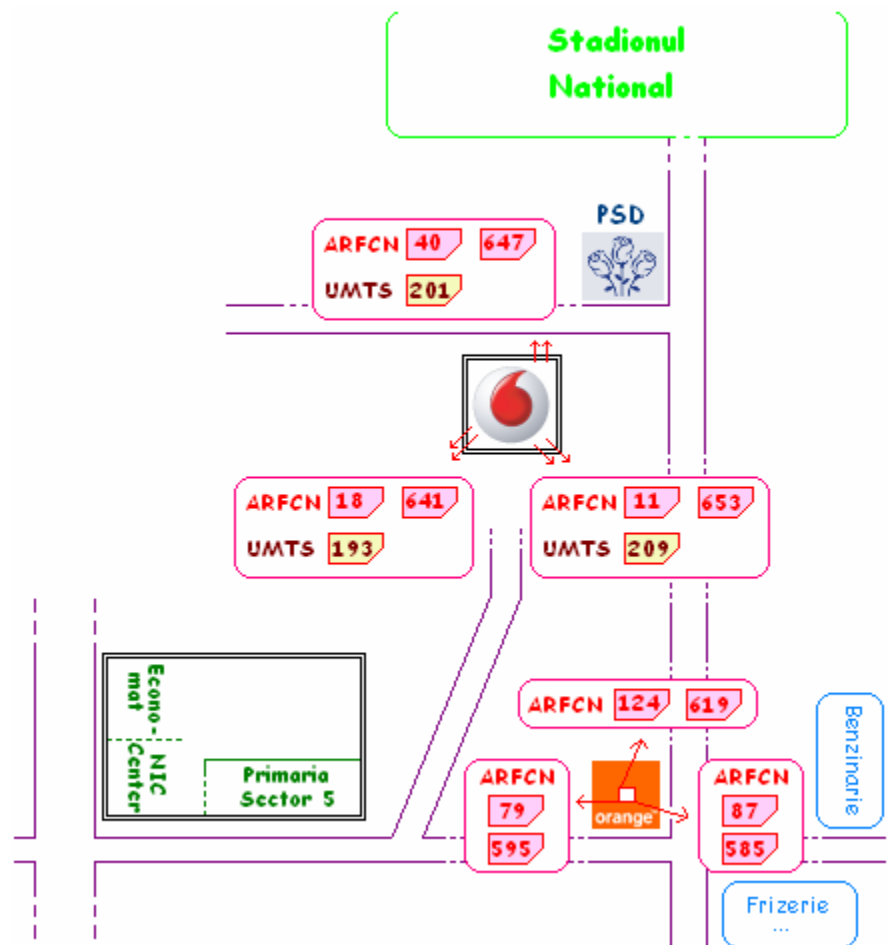 Stadionul
National
PSD
ARFCN 40 647
UMTS 201
ARFCN 18 641
UMTS 193
ARFCN 11 653
UMTS 209
Econo-
mat
NIC
Center
Primaria
Sector 5
ARFCN 124 619
ARFCN
79
595
orange
ARFCN
87
585
Benzinarie
Frizerie
...